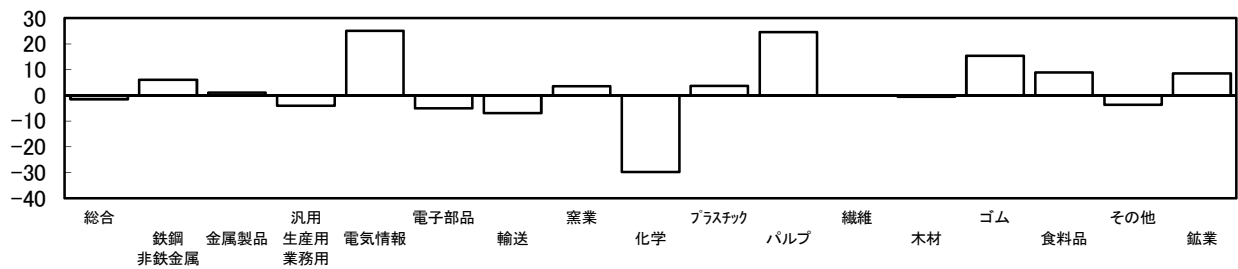 30
20
10
0
-10
-20
-30
-40
総合
鉄鋼
非鉄金属
金属製品
汎用
生産用
業務用
電気情報
電子部品
輸送
窯業
化学
ﾌﾟﾗｽﾁｯｸ
パルプ
繊維
木材
ゴム
食料品
その他
鉱業